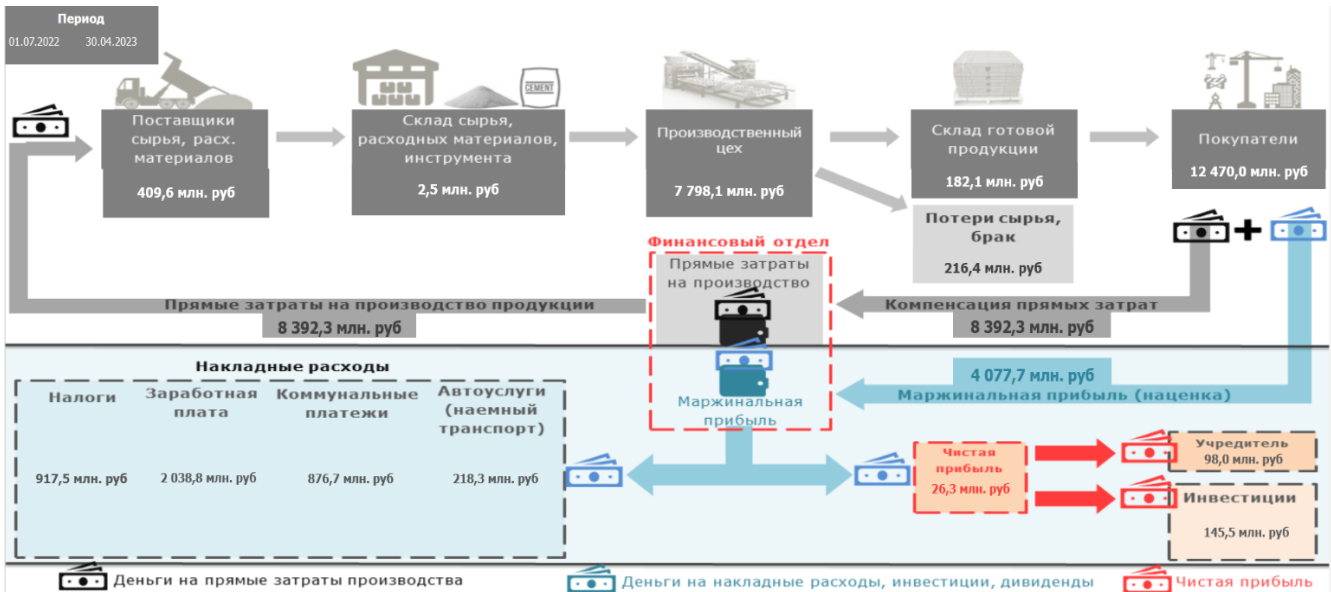 Период
01.07.2022 30.04.2023
CEMENT
Поставщики
сырья, расх.
материалов
409,6 млн. руб
Склад сырья,
расходных материалов,
инструмента
2,5 млн. руб
Производственный
цех
7 798,1 млн. руб
Склад готовой
продукции
182,1 млн. руб
Покупатели
12 470,0 млн. руб
Потери сырья,
брак
216,4 млн. руб
Финансовый отдел
Прямые затраты
на производство
Прямые затраты на производство продукции
8 392,3 млн. руб
Компенсация прямых затрат
8 392,3 млн. руб
Накладные расходы
Налоги
917,5 млн. руб
Заработная
плата
2 038,8 млн. руб
Коммунальные
платежи
876,7 млн. руб
Автоуслуги
(наемный
транспорт)
218,3 млн. руб
Маржинальная
прибыль
4 077,7 млн. руб
Маржинальная прибыль (наценка)
Чистая
прибыль
26,3 млн. руб
Учредитель
98,0 млн. руб
Инвестиции
145,5 млн. руб
Деньги на прямые затраты производства
Деньги на накладные расходы, инвестиции, дивиденды
Чистая прибыль